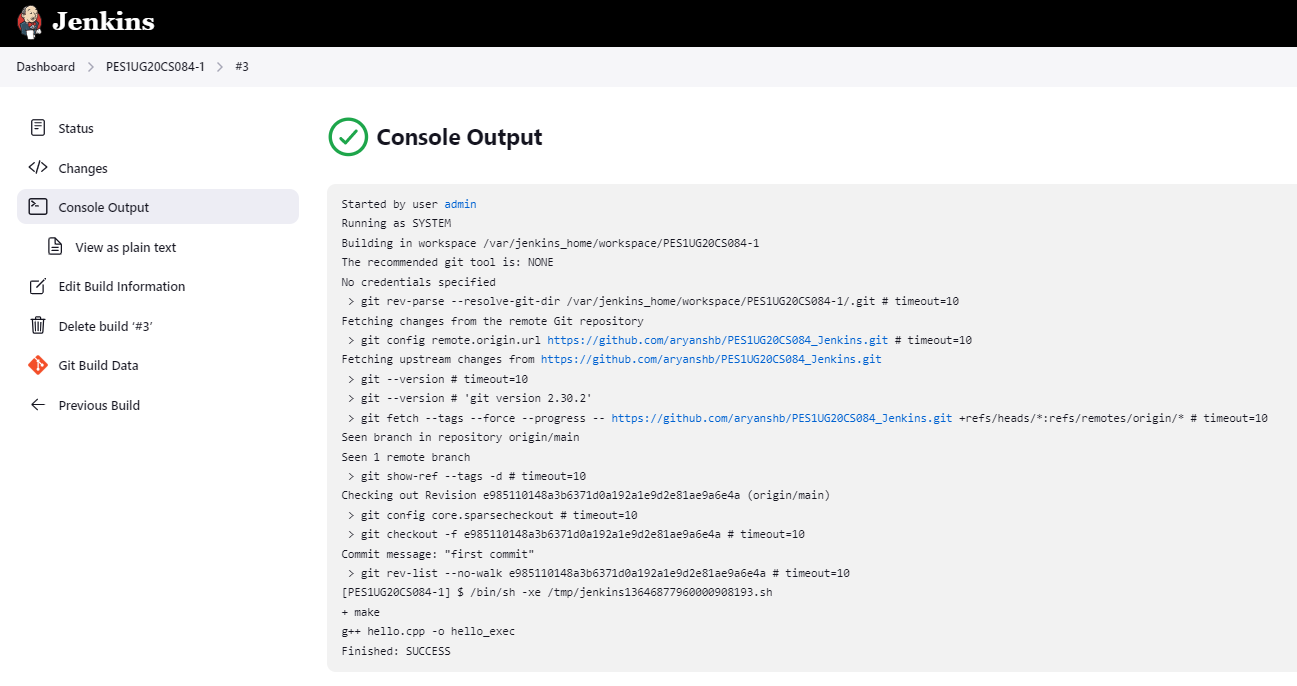 Jenkins
Dashboard > PES1UG20CS084-1 > #3
Status
Changes
Console Output
View as plain text
Edit Build Information
Delete build ‘#3’
Git Build Data
Previous Build
Console Output
Started by user admin
Running as SYSTEM
Building in workspace /var/jenkins_home/workspace/PES1UG20CS084-1
The recommended git tool is: NONE
No credentials specified
 > git rev-parse --resolve-git-dir /var/jenkins_home/workspace/PES1UG20CS084-1/.git # timeout=10
Fetching changes from the remote Git repository
 > git config remote.origin.url https://github.com/aryanshb/PES1UG20CS084_Jenkins.git # timeout=10
Fetching upstream changes from https://github.com/aryanshb/PES1UG20CS084_Jenkins.git
 > git --version # timeout=10
 > git --version # 'git version 2.30.2'
 > git fetch --tags --force --progress -- https://github.com/aryanshb/PES1UG20CS084_Jenkins.git +refs/heads/*:refs/remotes/origin/* # timeout=10
Seen branch in repository origin/main
Seen 1 remote branch
 > git show-ref --tags -d # timeout=10
Checking out Revision e985110148a3b6371d0a192a1e9d2e81ae9a6e4a (origin/main)
 > git config core.sparsecheckout # timeout=10
 > git checkout -f e985110148a3b6371d0a192a1e9d2e81ae9a6e4a # timeout=10
Commit message: "first commit"
 > git rev-list --no-walk e985110148a3b6371d0a192a1e9d2e81ae9a6e4a # timeout=10
[PES1UG20CS084-1] $ /bin/sh -xe /tmp/jenkins13646877960000908193.sh
+ make
g++ hello.cpp -o hello_exec
Finished: SUCCESS